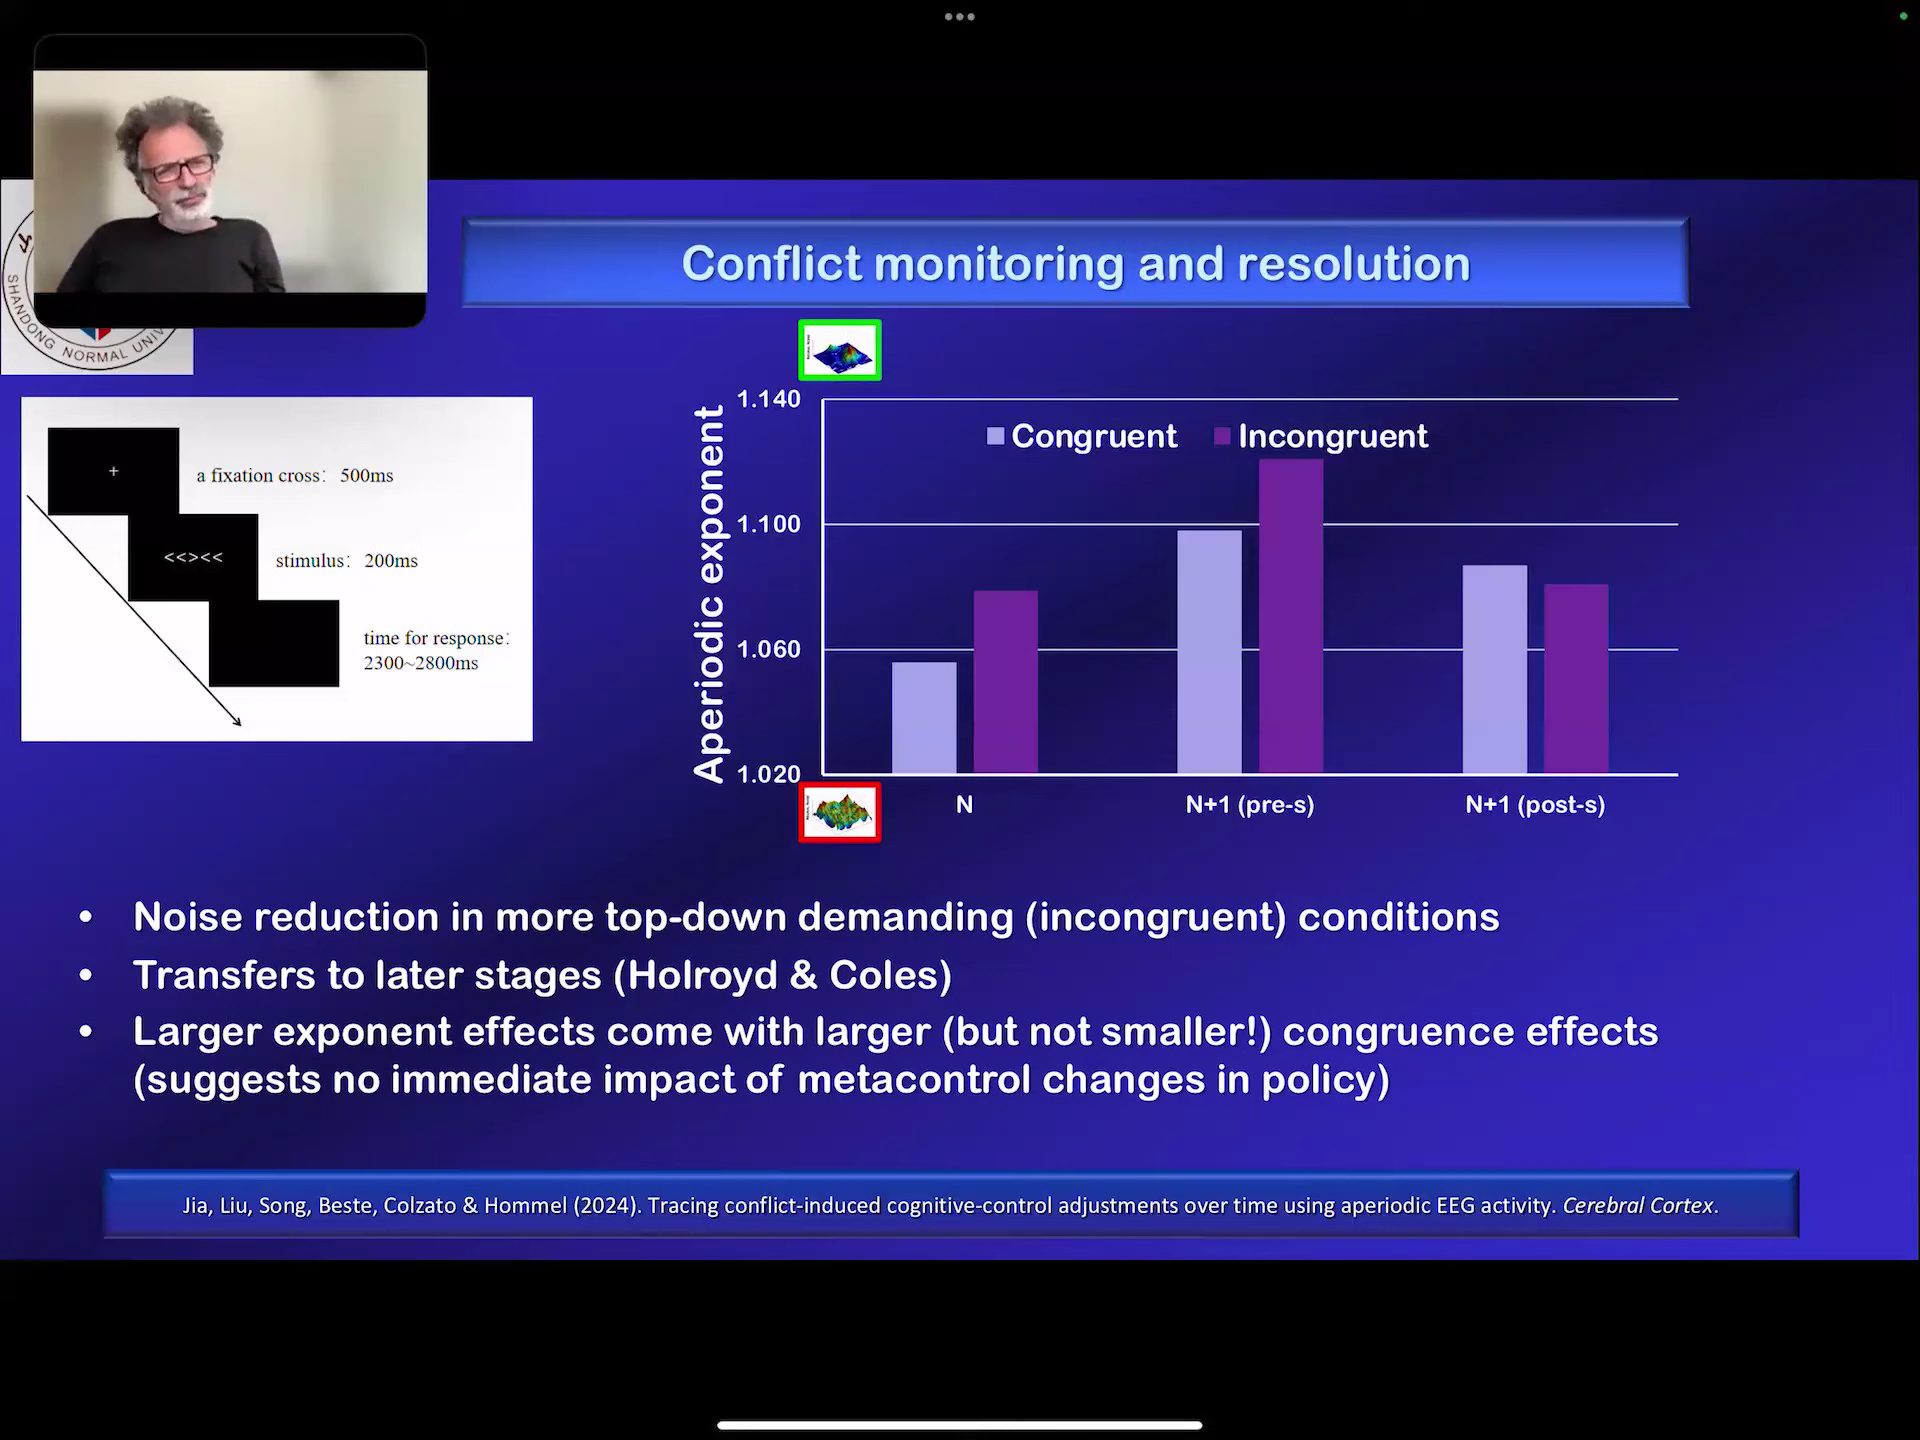 SHANDONG NORMAL UNIV
Conflict monitoring and resolution
+
a fixation cross: 500ms
<<><<
stimulus: 200ms
time for response:
2300~2800ms
Aperiodic exponent
1.140
1.100
1.060
1.020
Congruent Incongruent
N N+1 (pre-s) N+1 (post-s)
• Noise reduction in more top-down demanding (incongruent) conditions
• Transfers to later stages (Holroyd & Coles)
• Larger exponent effects come with larger (but not smaller!) congruence effects
(suggests no immediate impact of metacontrol changes in policy)
Jia, Liu, Song, Beste, Colzato & Hommel (2024). Tracing conflict-induced cognitive-control adjustments over time using aperiodic EEG activity. Cerebral Cortex.